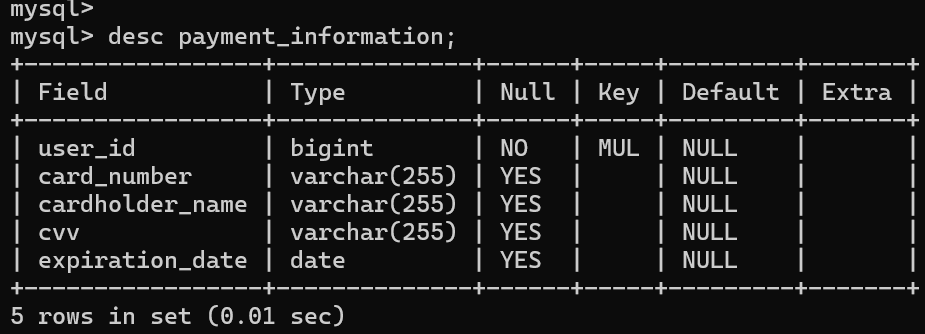 mysql>
mysql> desc payment_information;
+------------------+--------------+------+-----+---------+-------+
| Field            | Type         | Null | Key | Default | Extra |
+------------------+--------------+------+-----+---------+-------+
| user_id          | bigint       | NO   | MUL | NULL    |       |
| card_number      | varchar(255) | YES  |     | NULL    |       |
| cardholder_name  | varchar(255) | YES  |     | NULL    |       |
| cvv              | varchar(255) | YES  |     | NULL    |       |
| expiration_date  | date         | YES  |     | NULL    |       |
+------------------+--------------+------+-----+---------+-------+
5 rows in set (0.01 sec)